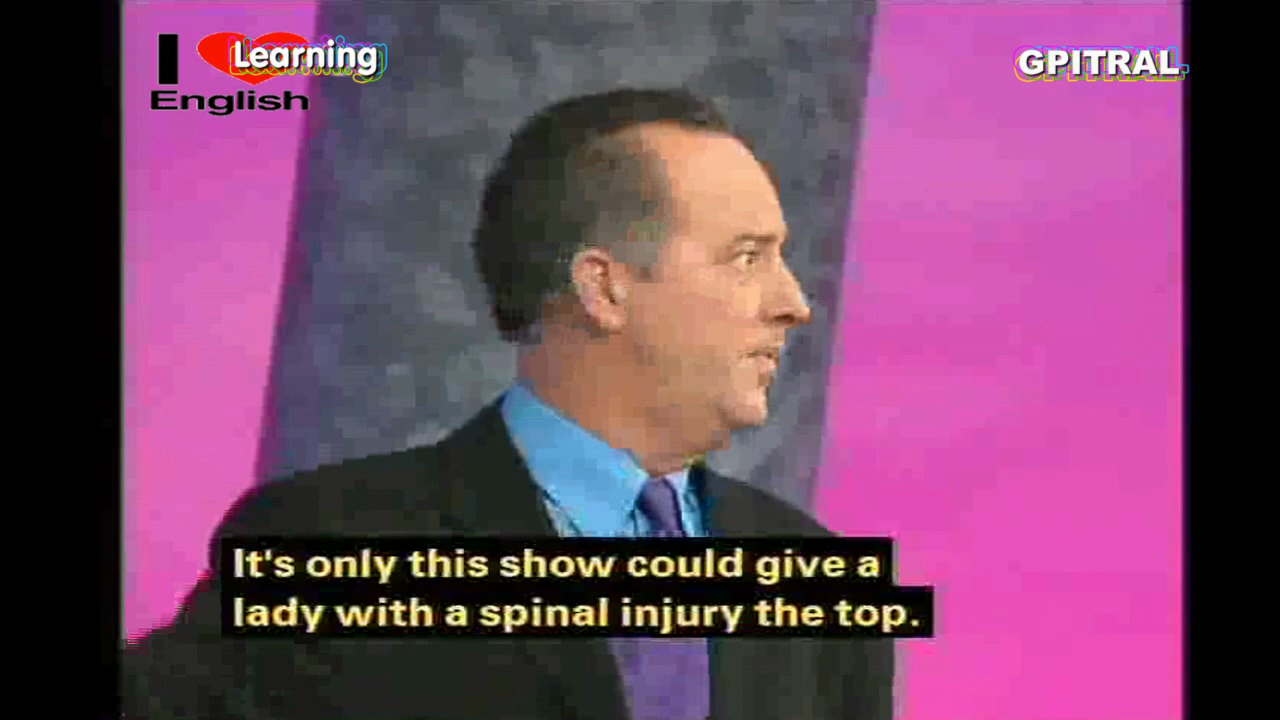 I Learning
English
GPITRAL
It's only this show could give a
lady with a spinal injury the top.